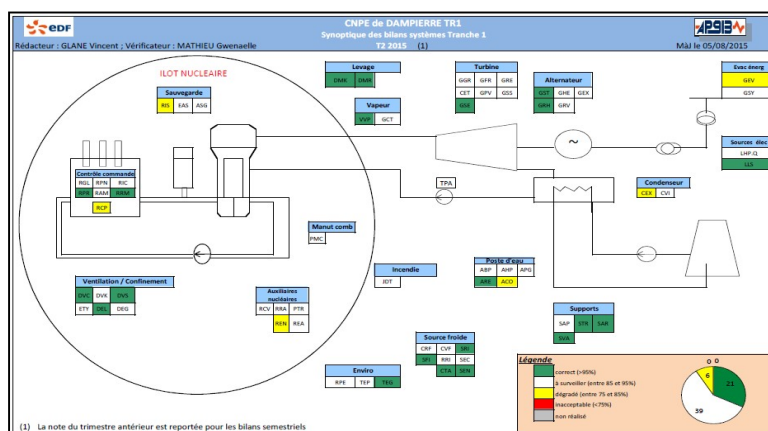 edf
CNPE de DAMPIERRE TR1
Synoptique des bilans systèmes Tranche 1
T2 2015 (1)
Rédacteur : GLANE Vincent ; Vérificateur : MATHIEU Gwenaelle
MàJ le 05/08/2015
ILOT NUCLEAIRE
Sauvegarde
RIS EAS ASG
Levage
DMK DMR
Vapeur
VVP GCT
Turbine
GGR GFR GRE
CET GPV GSS
GSE
Alternateur
GST GHE GEX
GRH GRV
Evac énerg
GEV
GSY
Sources élec
LHP.Q
LLS
Contrôle commande
RGL RPN RIC
RPR RAM RRM
RCP
TPA
~
Condenseur
CEX CVI
Manut comb
PMC
Incendie
JDT
Poste d'eau
ABP AHP APG
ARE ACO
Ventilation / Confinement
DVC DVK DVS
ETY DEL DEG
Auxiliaires
nucléaires
RCV RRA PTR
REN REA
Supports
SAP STR SAR
SVA
Source froide
CRF CVF SRI
SFI RRI SEC
CTA SEN
Enviro
RPE TEP TEG
Légende
correct (>95%)
à surveiller (entre 85 et 95%)
dégradé (entre 75 et 85%)
inacceptable (<75%)
non réalisé
0 0
6
21
39
(1) La note du trimestre antérieur est reportée pour les bilans semestriels